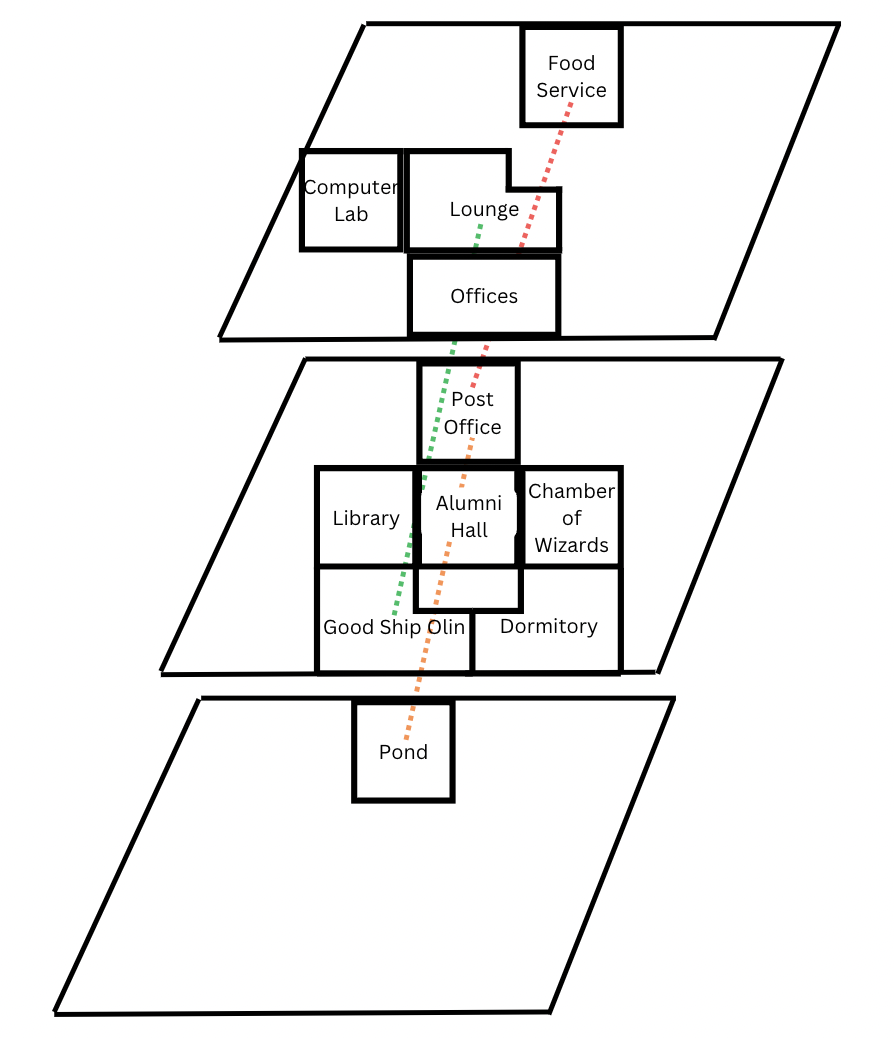 Food
Service
Computer
Lab
Lounge
Offices
Post
Office
Library
Alumni
Hall
Chamber
of
Wizards
Good Ship Olin
Dormitory
Pond